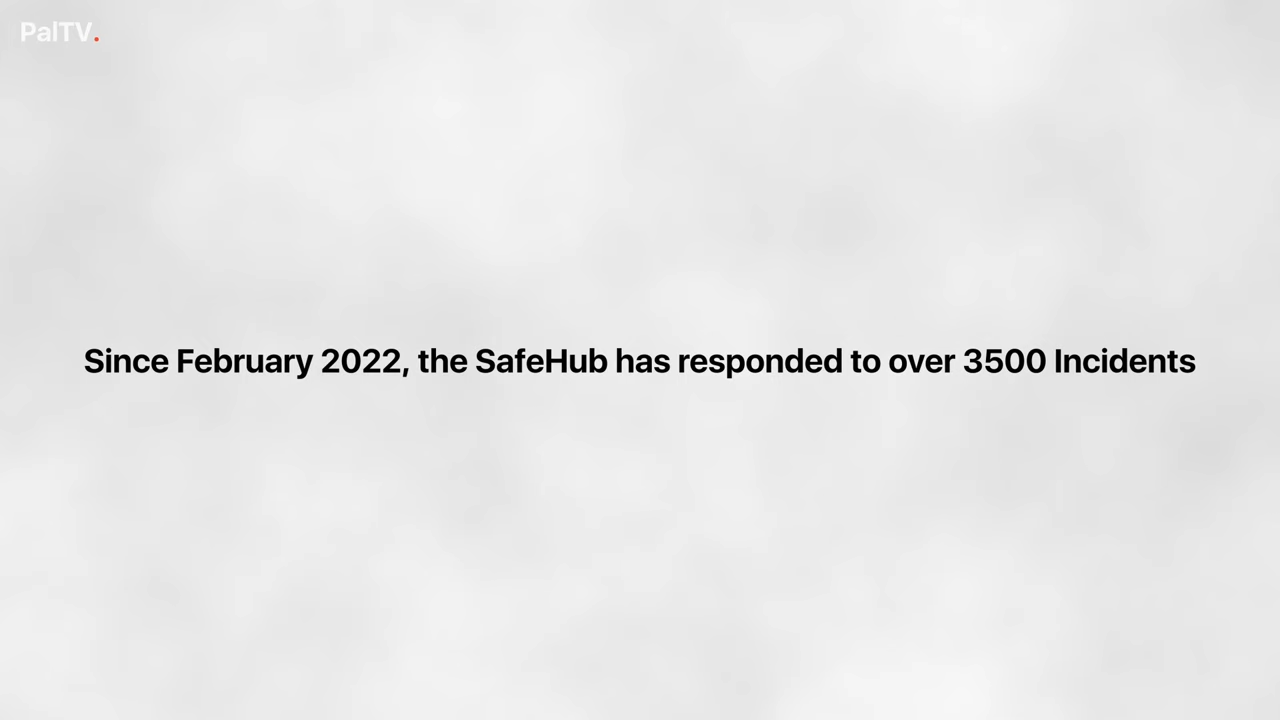 PalTV.
Since February 2022, the SafeHub has responded to over 3500 Incidents